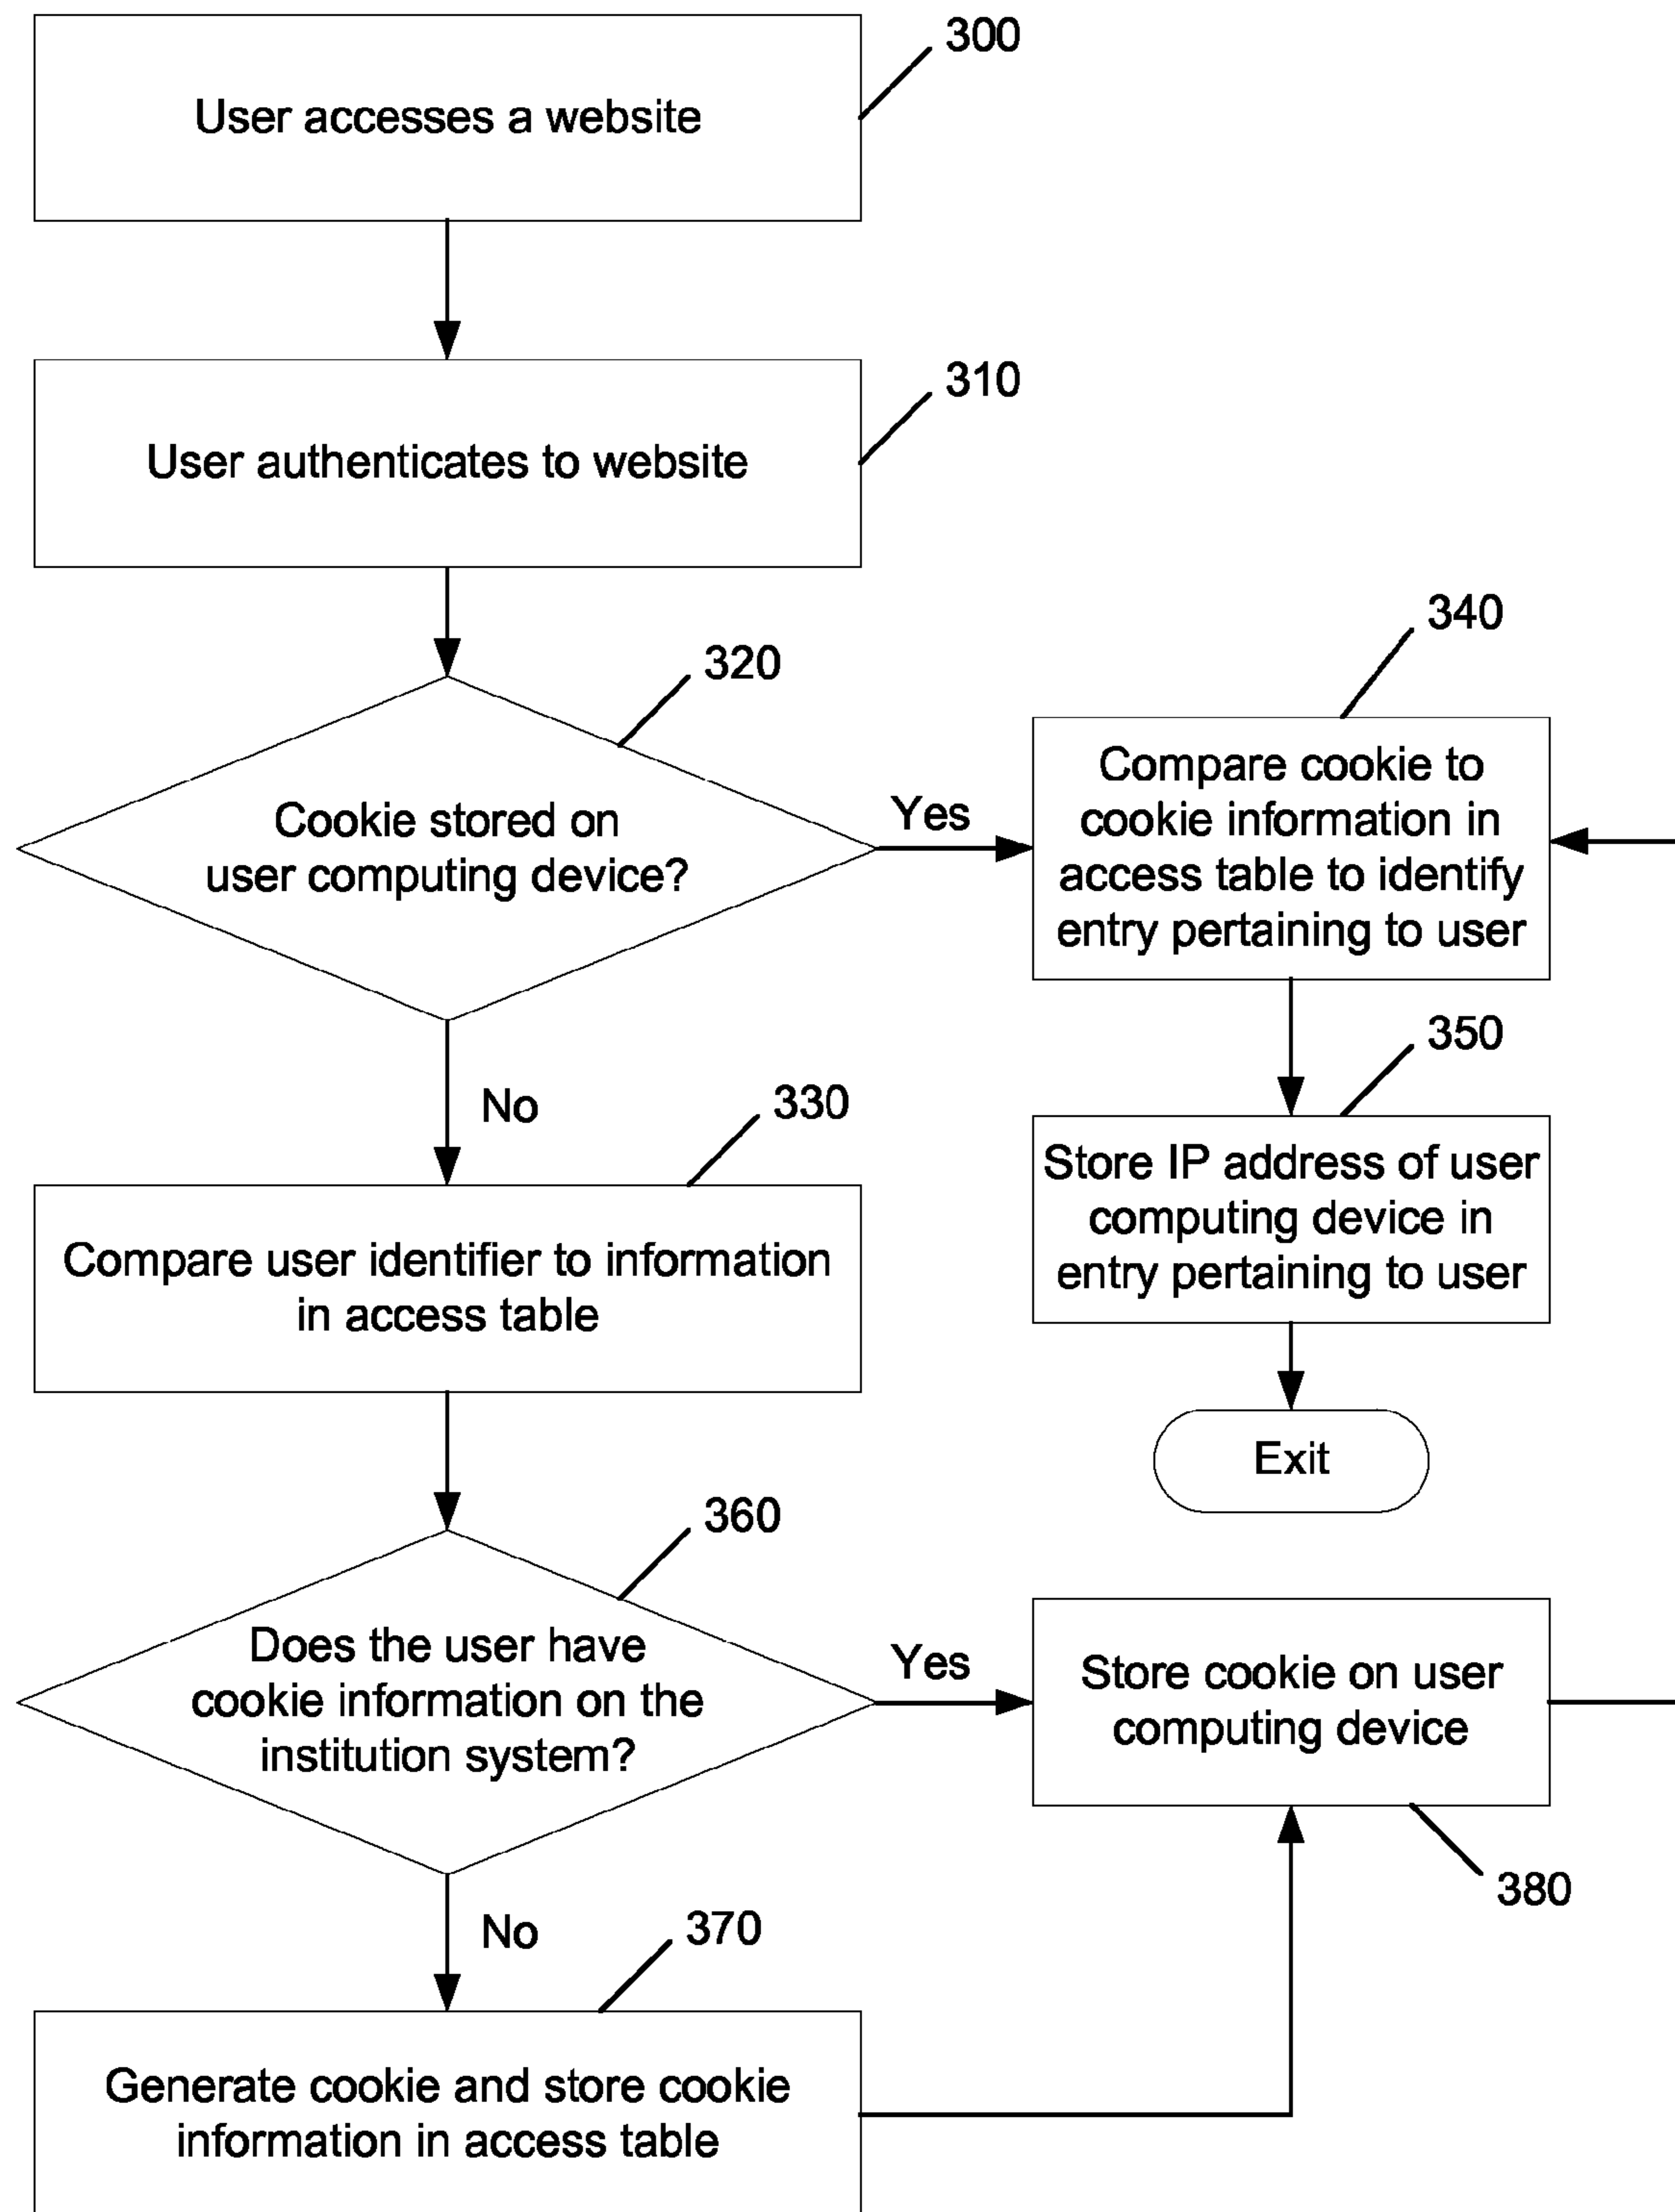 300
User accesses a website
310
User authenticates to website
320
Cookie stored on
user computing device?
Yes
340
Compare cookie to
cookie information in
access table to identify
entry pertaining to user
No
330
Compare user identifier to information
in access table
350
Store IP address of user
computing device in
entry pertaining to user
Exit
360
Does the user have
cookie information on the
institution system?
Yes
Store cookie on user
computing device
380
No
370
Generate cookie and store cookie
information in access table